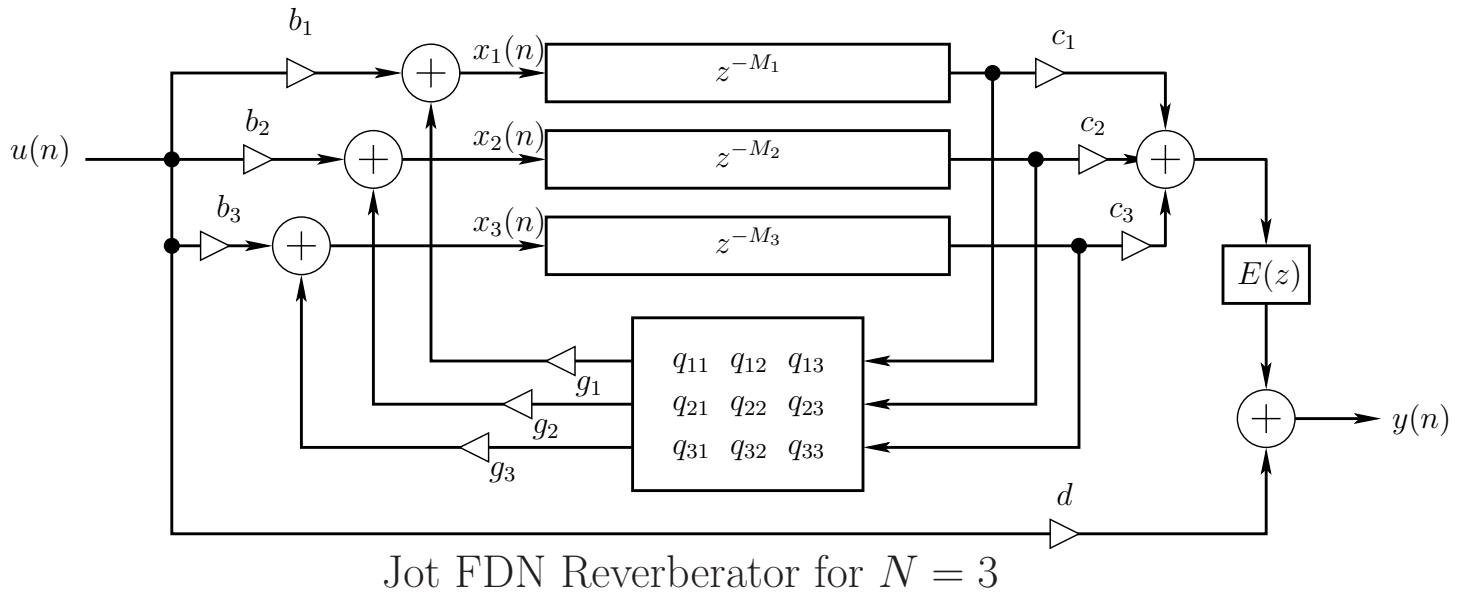 b₁
x₁(n)
z⁻ᴹ¹
c₁
u(n)
b₂
x₂(n)
z⁻ᴹ²
c₂
b₃
x₃(n)
z⁻ᴹ³
c₃
E(z)
g₁
q₁₁ q₁₂ q₁₃
g₂
q₂₁ q₂₂ q₂₃
y(n)
g₃
q₃₁ q₃₂ q₃₃
d
Jot FDN Reverberator for N = 3